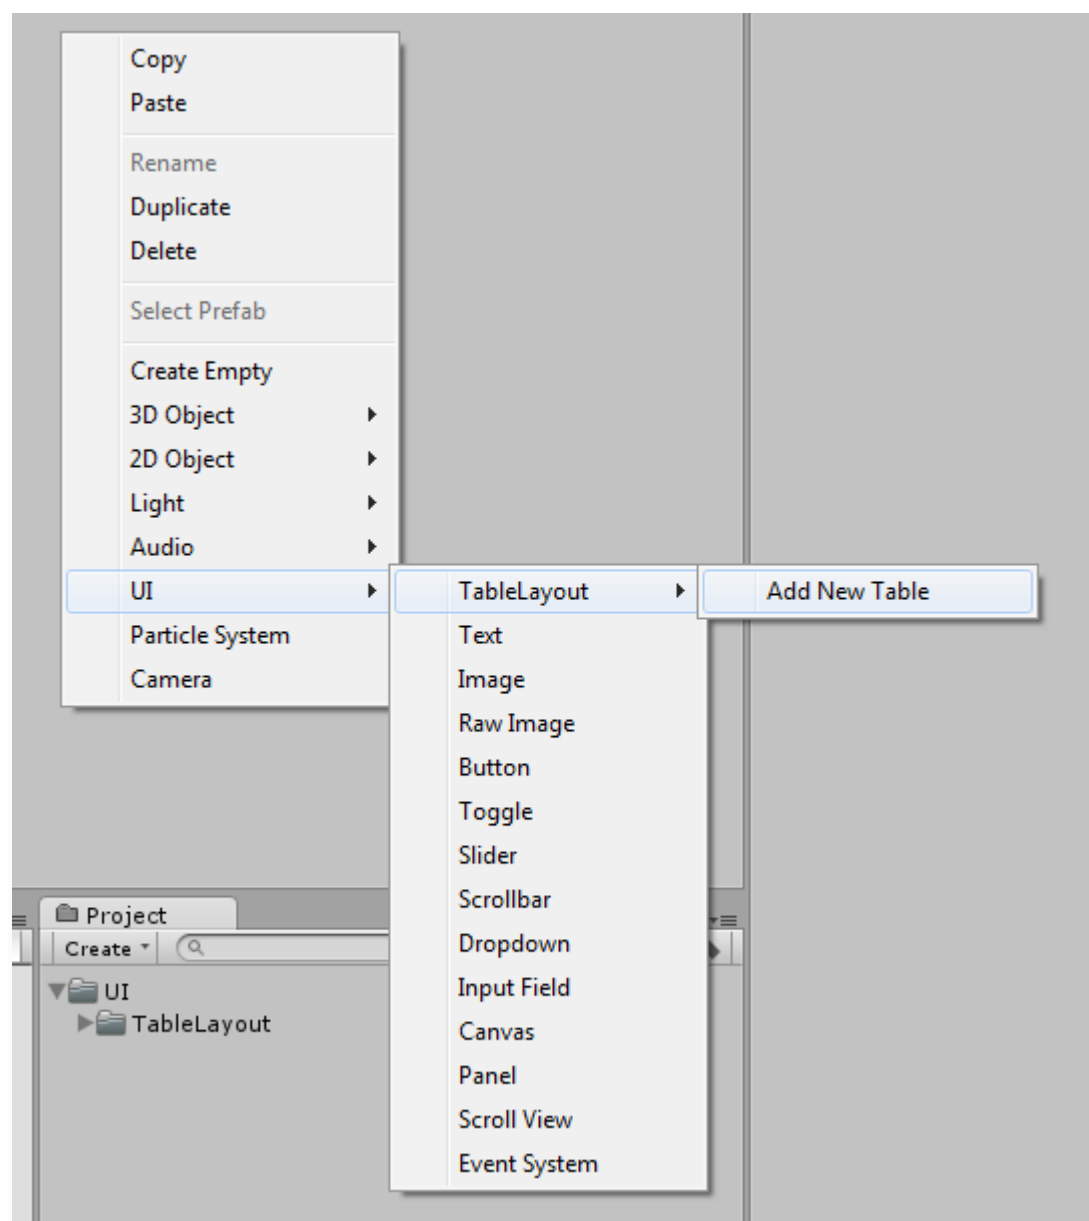 Copy
Paste
Rename
Duplicate
Delete
Select Prefab
Create Empty
3D Object
2D Object
Light
Audio
UI
Particle System
Camera
TableLayout
Text
Image
Raw Image
Button
Toggle
Slider
Scrollbar
Dropdown
Input Field
Canvas
Panel
Scroll View
Event System
Add New Table
Project
Create
UI
TableLayout